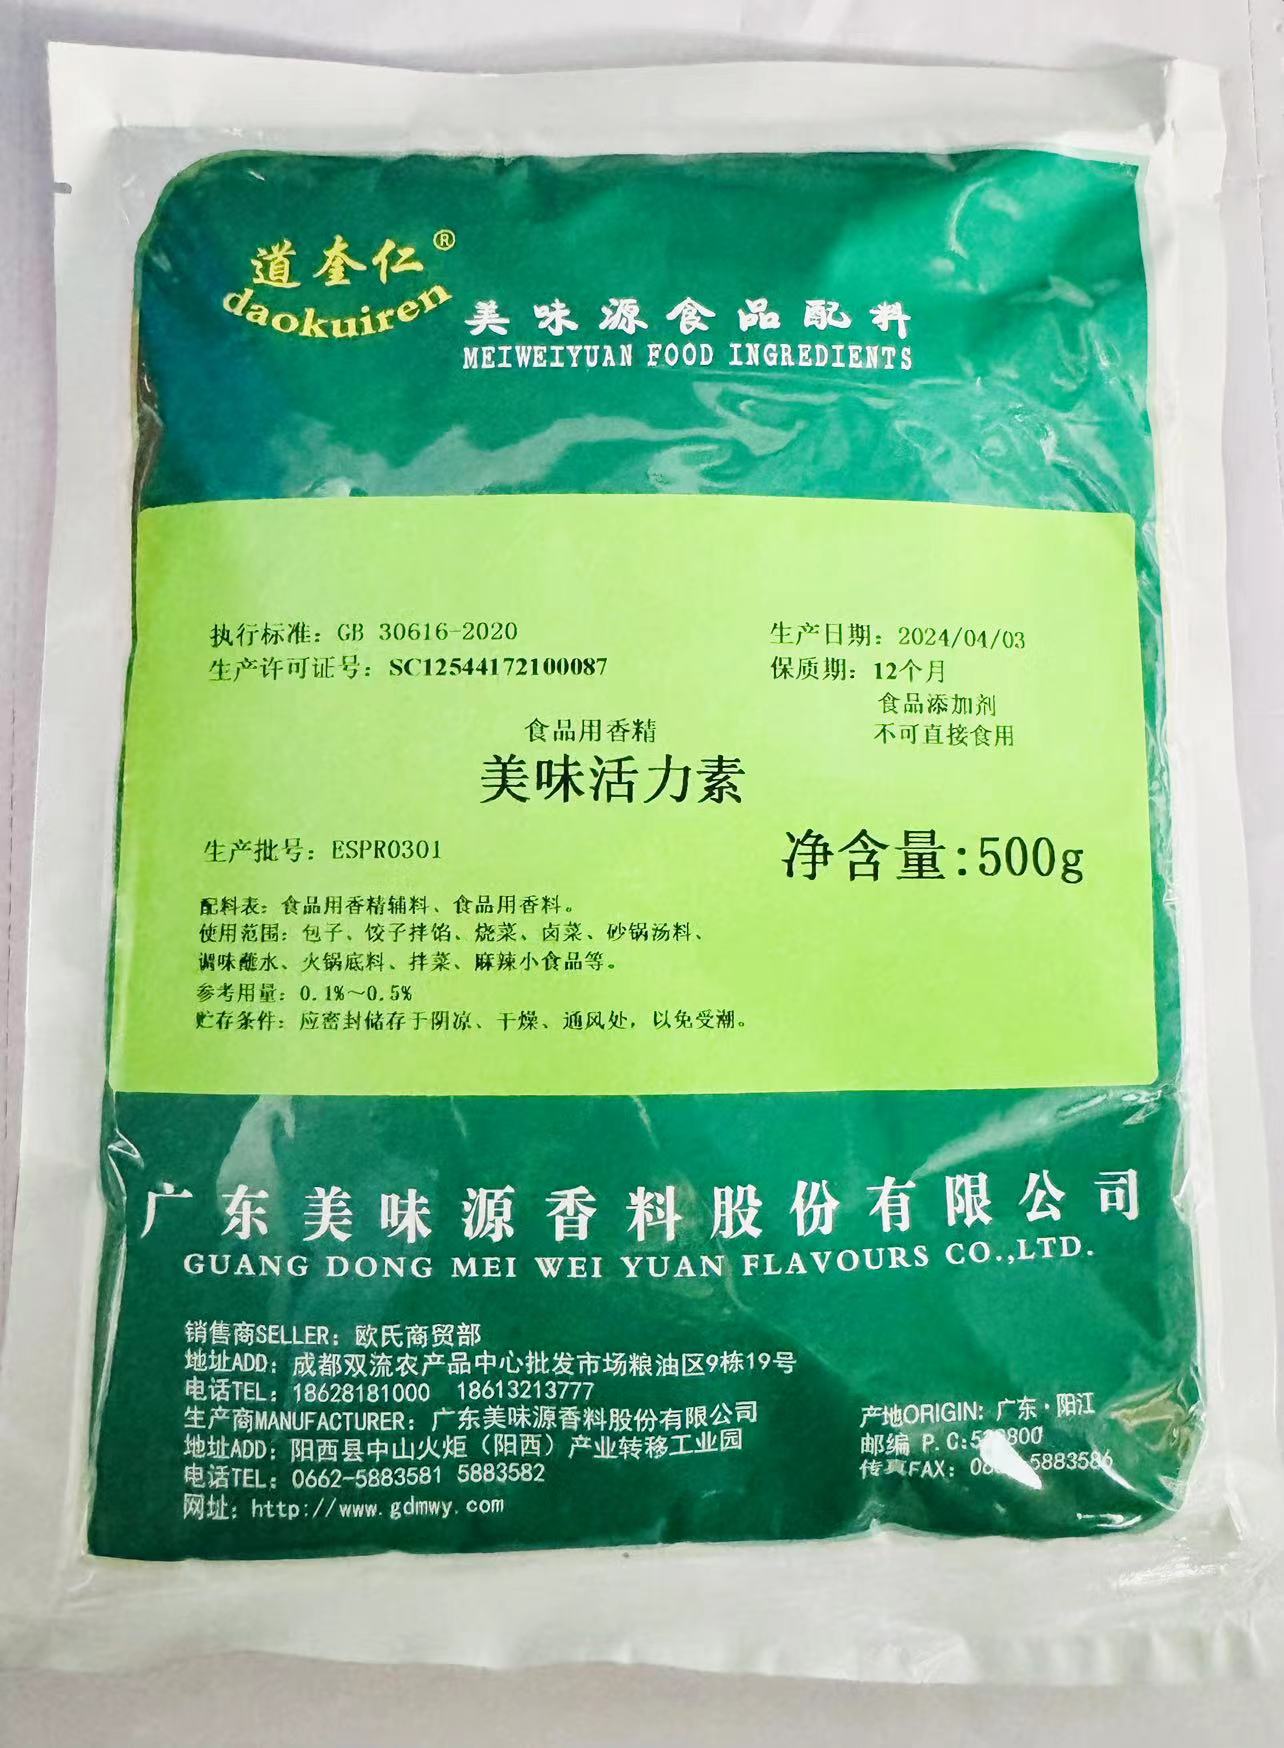 道奎仁®
daokuiren
美味源食品配料
MEIWEIYUAN FOOD INGREDIENTS
执行标准：GB 30616-2020
生产日期：2024/04/03
生产许可证号：SC12544172100087
保质期：12个月
食品添加剂
不可直接食用
食品用香精
美味活力素
生产批号：ESPR0301
净含量:500g
配料表：食品用香精辅料、食品用香料。
使用范围：包子、饺子拌馅、烧菜、卤菜、砂锅汤料、
调味蘸水、火锅底料、拌菜、麻辣小食品等。
参考用量：0.1%～0.5%
贮存条件：应密封储存于阴凉、干燥、通风处，以免受潮。
广东美味源香料股份有限公司
GUANG DONG MEI WEI YUAN FLAVOURS CO.,LTD.
销售商SELLER：欧氏商贸部
地址ADD：成都双流农产品中心批发市场粮油区9栋19号
电话TEL：18628181000 18613213777
生产商MANUFACTURER：广东美味源香料股份有限公司
地址ADD：阳西县中山火炬（阳西）产业转移工业园
电话TEL：0662-5883581 5883582
网址：http://www.gdmwy.com
产地ORIGIN：广东·阳江
邮编 P.C:
传真FAX：